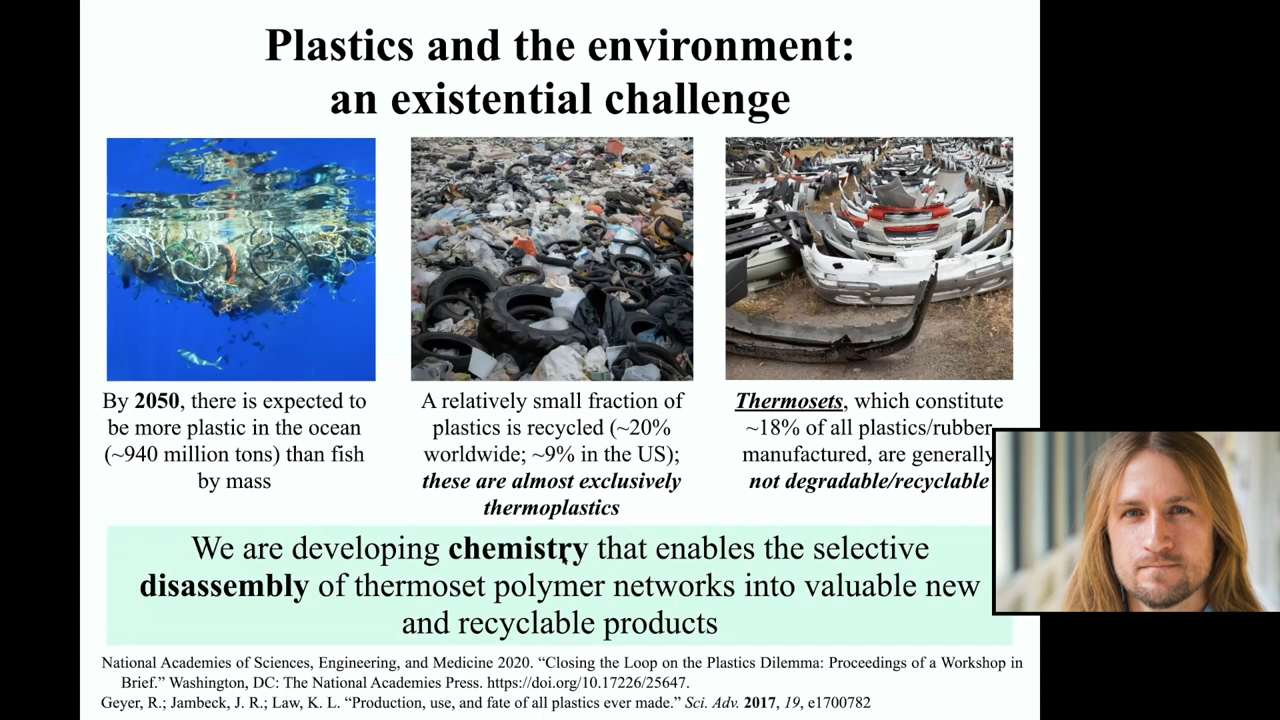 Plastics and the environment:
an existential challenge
By 2050, there is expected to
be more plastic in the ocean
(~940 million tons) than fish
by mass
A relatively small fraction of
plastics is recycled (~20%
worldwide; ~9% in the US);
these are almost exclusively
thermoplastics
Thermosets, which constitute
~18% of all plastics/rubber
manufactured, are generally
not degradable/recyclable
We are developing chemistry that enables the selective
disassembly of thermoset polymer networks into valuable new
and recyclable products
National Academies of Sciences, Engineering, and Medicine 2020. “Closing the Loop on the Plastics Dilemma: Proceedings of a Workshop in
Brief.” Washington, DC: The National Academies Press. https://doi.org/10.17226/25647.
Geyer, R.; Jambeck, J. R.; Law, K. L. “Production, use, and fate of all plastics ever made.” Sci. Adv. 2017, 19, e1700782